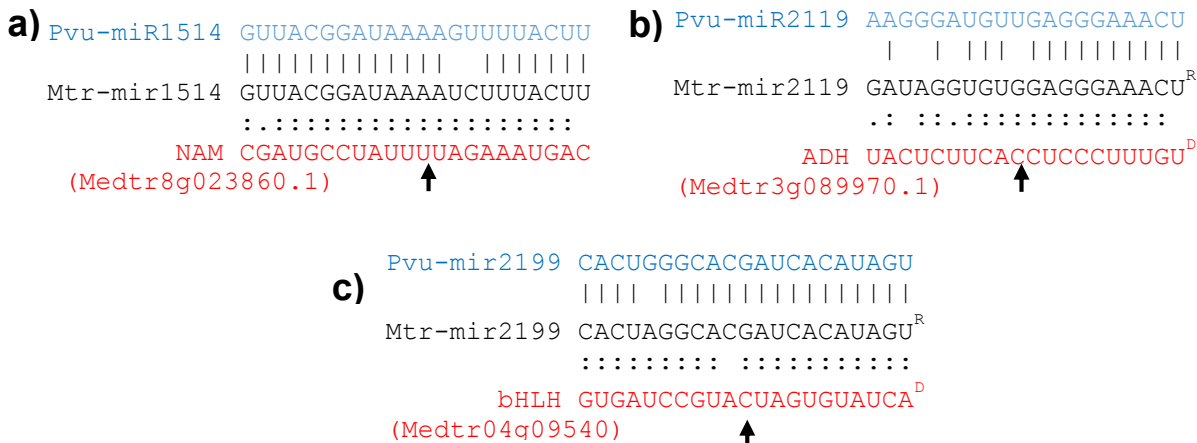 a) Pvu-miR1514 GUUACGGAUAAAAGUUUUACUU
Mtr-mir1514 GUUACGGAUAAAAUCUUUACUU
NAM CGAUGCCUAUUUUAGAAAUGAC
(Medtr8g023860.1)
b) Pvu-miR2119 AAGGGAUGUUGAGGGAAACU
Mtr-mir2119 GAUAGGUGUGGAGGGAAACU R
ADH UACUCUUCACCUCCCUUUGU D
(Medtr3g089970.1)
c) Pvu-mir2199 CACUGGGCACGAUCACAUAGU
Mtr-mir2199 CACUAGGCACGAUCACAUAGU R
bHLH GUGAUCCGUACUAGUGUAUCA D
(Medtr04g09540)